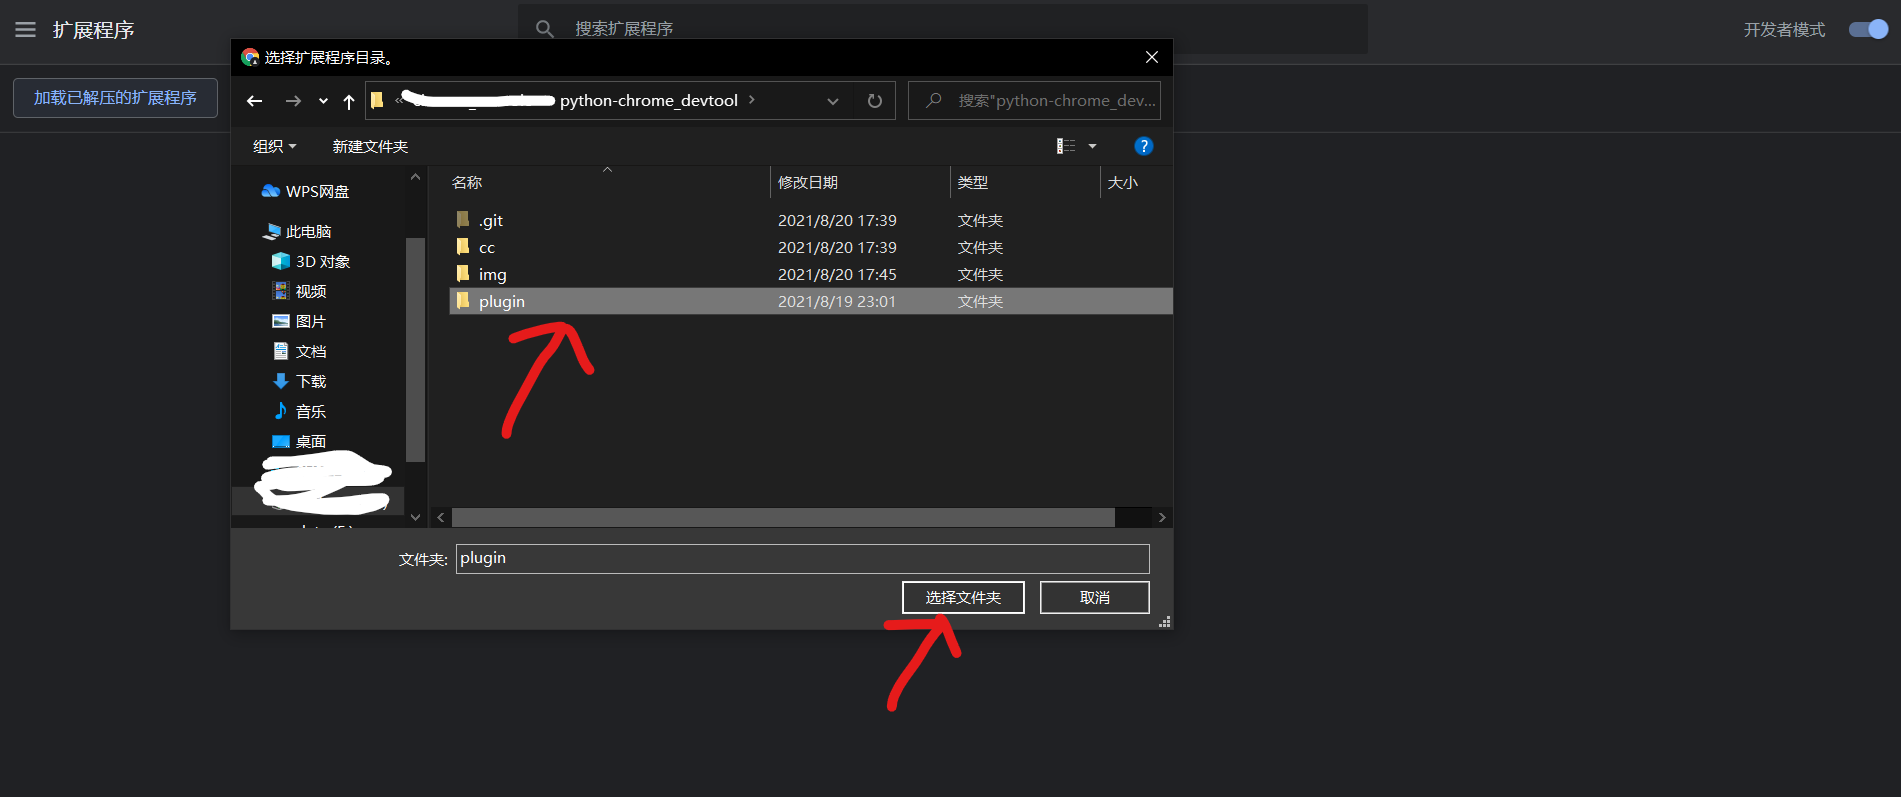 扩展程序
搜索扩展程序
开发者模式
加载已解压的扩展程序
选择扩展程序目录。
« python-chrome_devtool
搜索"python-chrome_dev...
组织
新建文件夹
?
WPS网盘
此电脑
3D 对象
视频
图片
文档
下载
音乐
桌面
名称 修改日期 类型 大小
.git 2021/8/20 17:39 文件夹
cc 2021/8/20 17:39 文件夹
img 2021/8/20 17:45 文件夹
plugin 2021/8/19 23:01 文件夹
文件夹: plugin
选择文件夹 取消